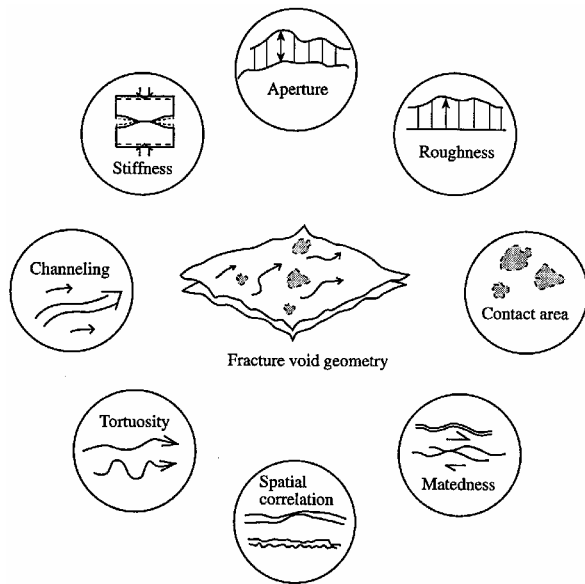 Aperture
Stiffness
Roughness
Channeling
Contact area
Fracture void geometry
Tortuosity
Spatial
correlation
Matedness